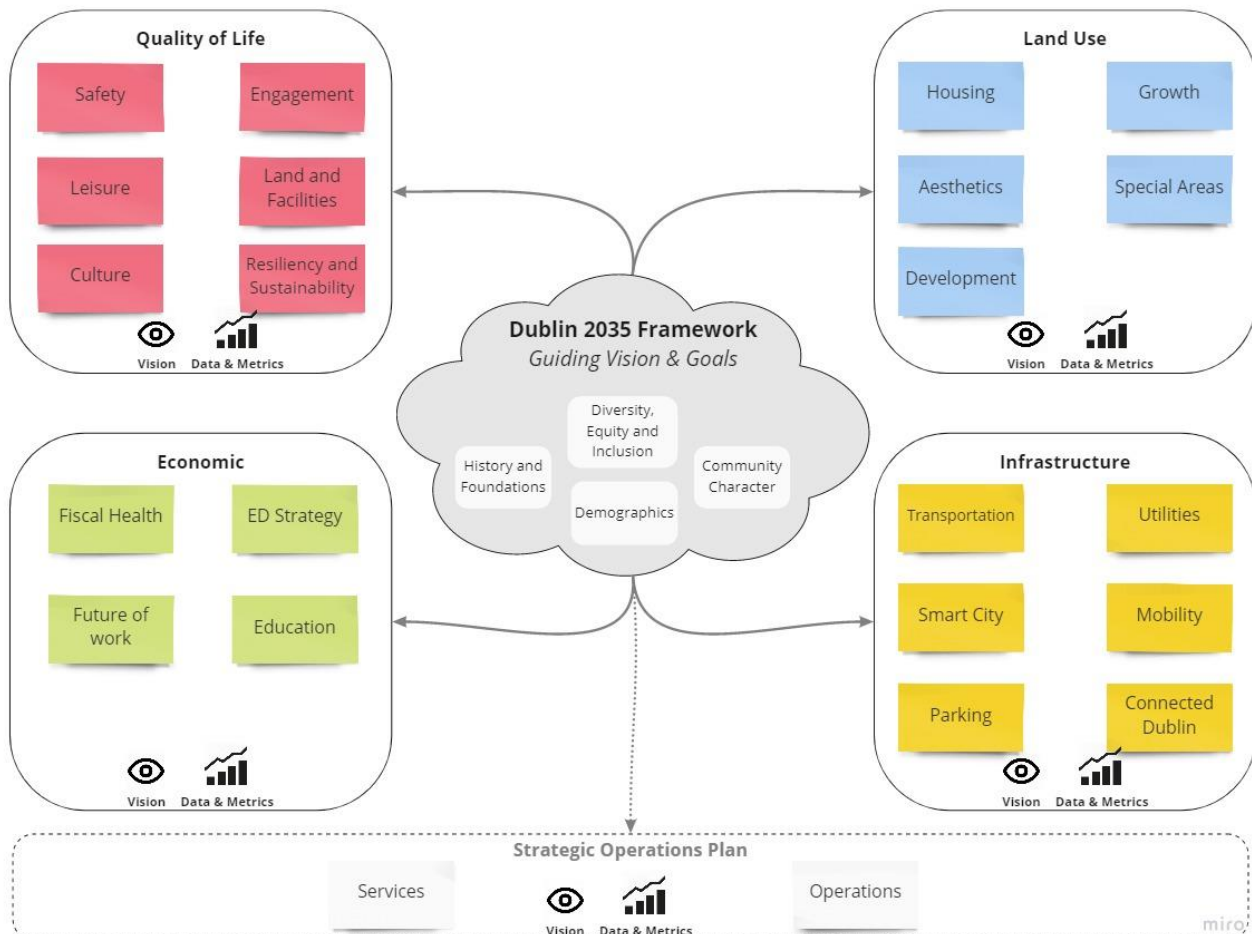 Quality of Life
Safety
Engagement
Leisure
Land and
Facilities
Culture
Resiliency and
Sustainability
Vision
Data & Metrics
Land Use
Housing
Growth
Aesthetics
Special Areas
Development
Vision
Data & Metrics
Dublin 2035 Framework
Guiding Vision & Goals
Diversity,
Equity and
Inclusion
History and
Foundations
Community
Character
Demographics
Economic
Fiscal Health
ED Strategy
Future of
work
Education
Vision
Data & Metrics
Infrastructure
Transportation
Utilities
Smart City
Mobility
Parking
Connected
Dublin
Vision
Data & Metrics
Strategic Operations Plan
Services
Operations
Vision
Data & Metrics
miro